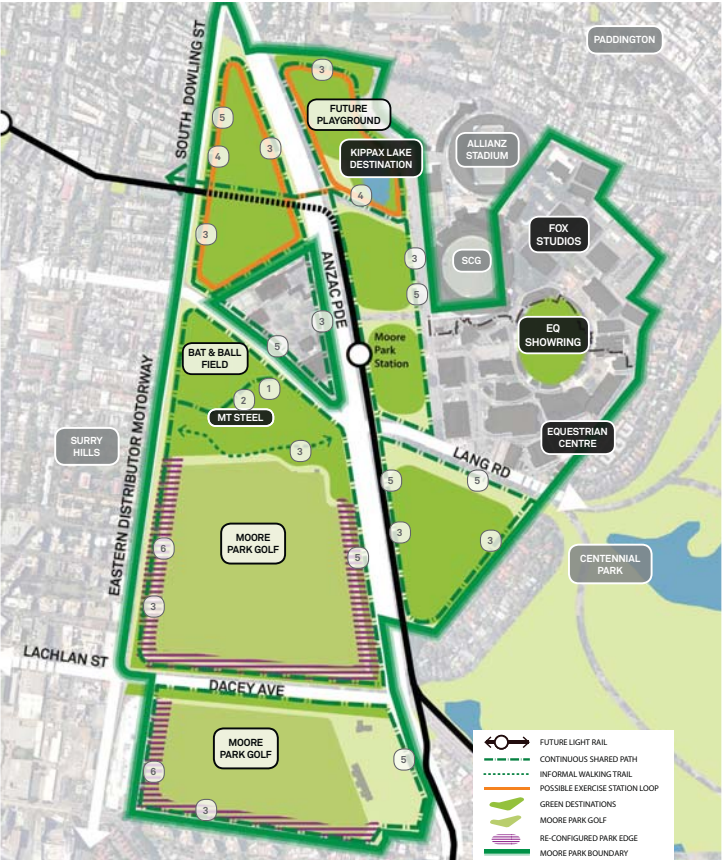 SOUTH DOWLING ST
PADDINGTON
3
FUTURE
PLAYGROUND
5
4
3
KIPPAX LAKE
DESTINATION
ALLIANZ
STADIUM
4
3
FOX
STUDIOS
ANZAC PDE
3
SCG
5
3
EQ
SHOWRING
5
Moore
Park
Station
BAT & BALL
FIELD
1
2
MT STEEL
SURRY
HILLS
EASTERN DISTRIBUTOR MOTORWAY
3
EQUESTRIAN
CENTRE
LANG RD
5
5
MOORE
PARK GOLF
6
5
3
3
CENTENNIAL
PARK
3
LACHLAN ST
DACEY AVE
MOORE
PARK GOLF
5
6
3
FUTURE LIGHT RAIL
CONTINUOUS SHARED PATH
INFORMAL WALKING TRAIL
POSSIBLE EXERCISE STATION LOOP
GREEN DESTINATIONS
MOORE PARK GOLF
RE-CONFIGURED PARK EDGE
MOORE PARK BOUNDARY